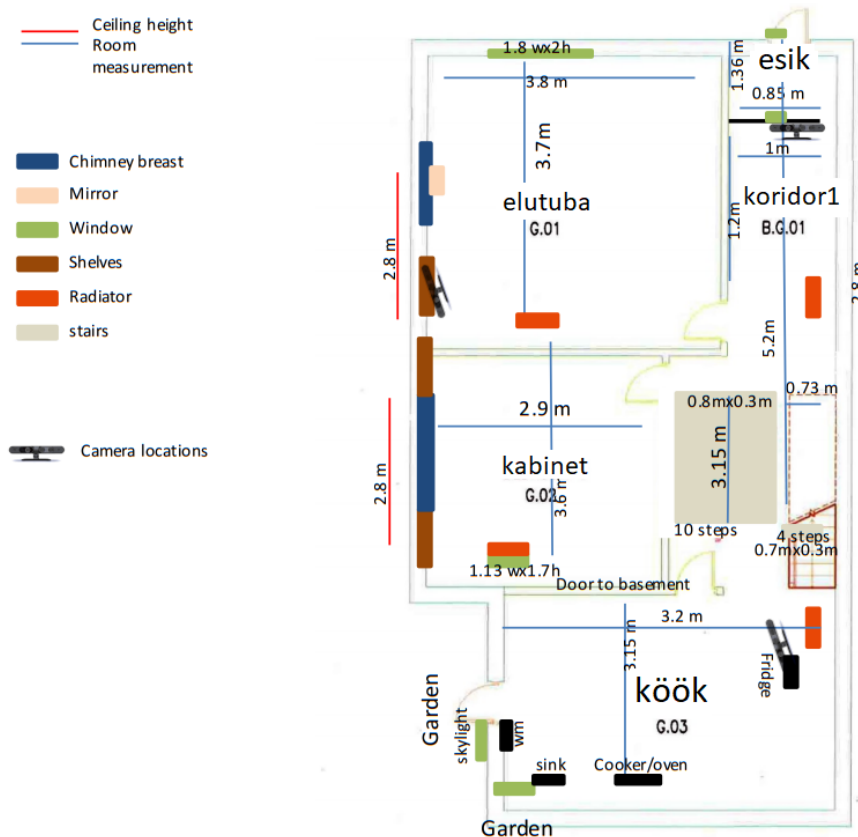 Ceiling height
Room
measurement
Chimney breast
Mirror
Window
Shelves
Radiator
stairs
Camera locations
1.8 wx2h
3.8 m
3.7m
elutuba
G.01
2.8 m
esik
1.36 m
0.85 m
1m
koridor1
B.G.01
1.2m
2.8 m
5.2m
0.73 m
0.8mx0.3m
3.15 m
10 steps
4 steps
0.7mx0.3m
2.9 m
kabinet
G.02
3.6m
2.8 m
1.13 wx1.7h
Door to basement
3.2 m
3.15 m
Fridge
köök
G.03
Garden
skylight
wm
sink
Cooker/oven
Garden